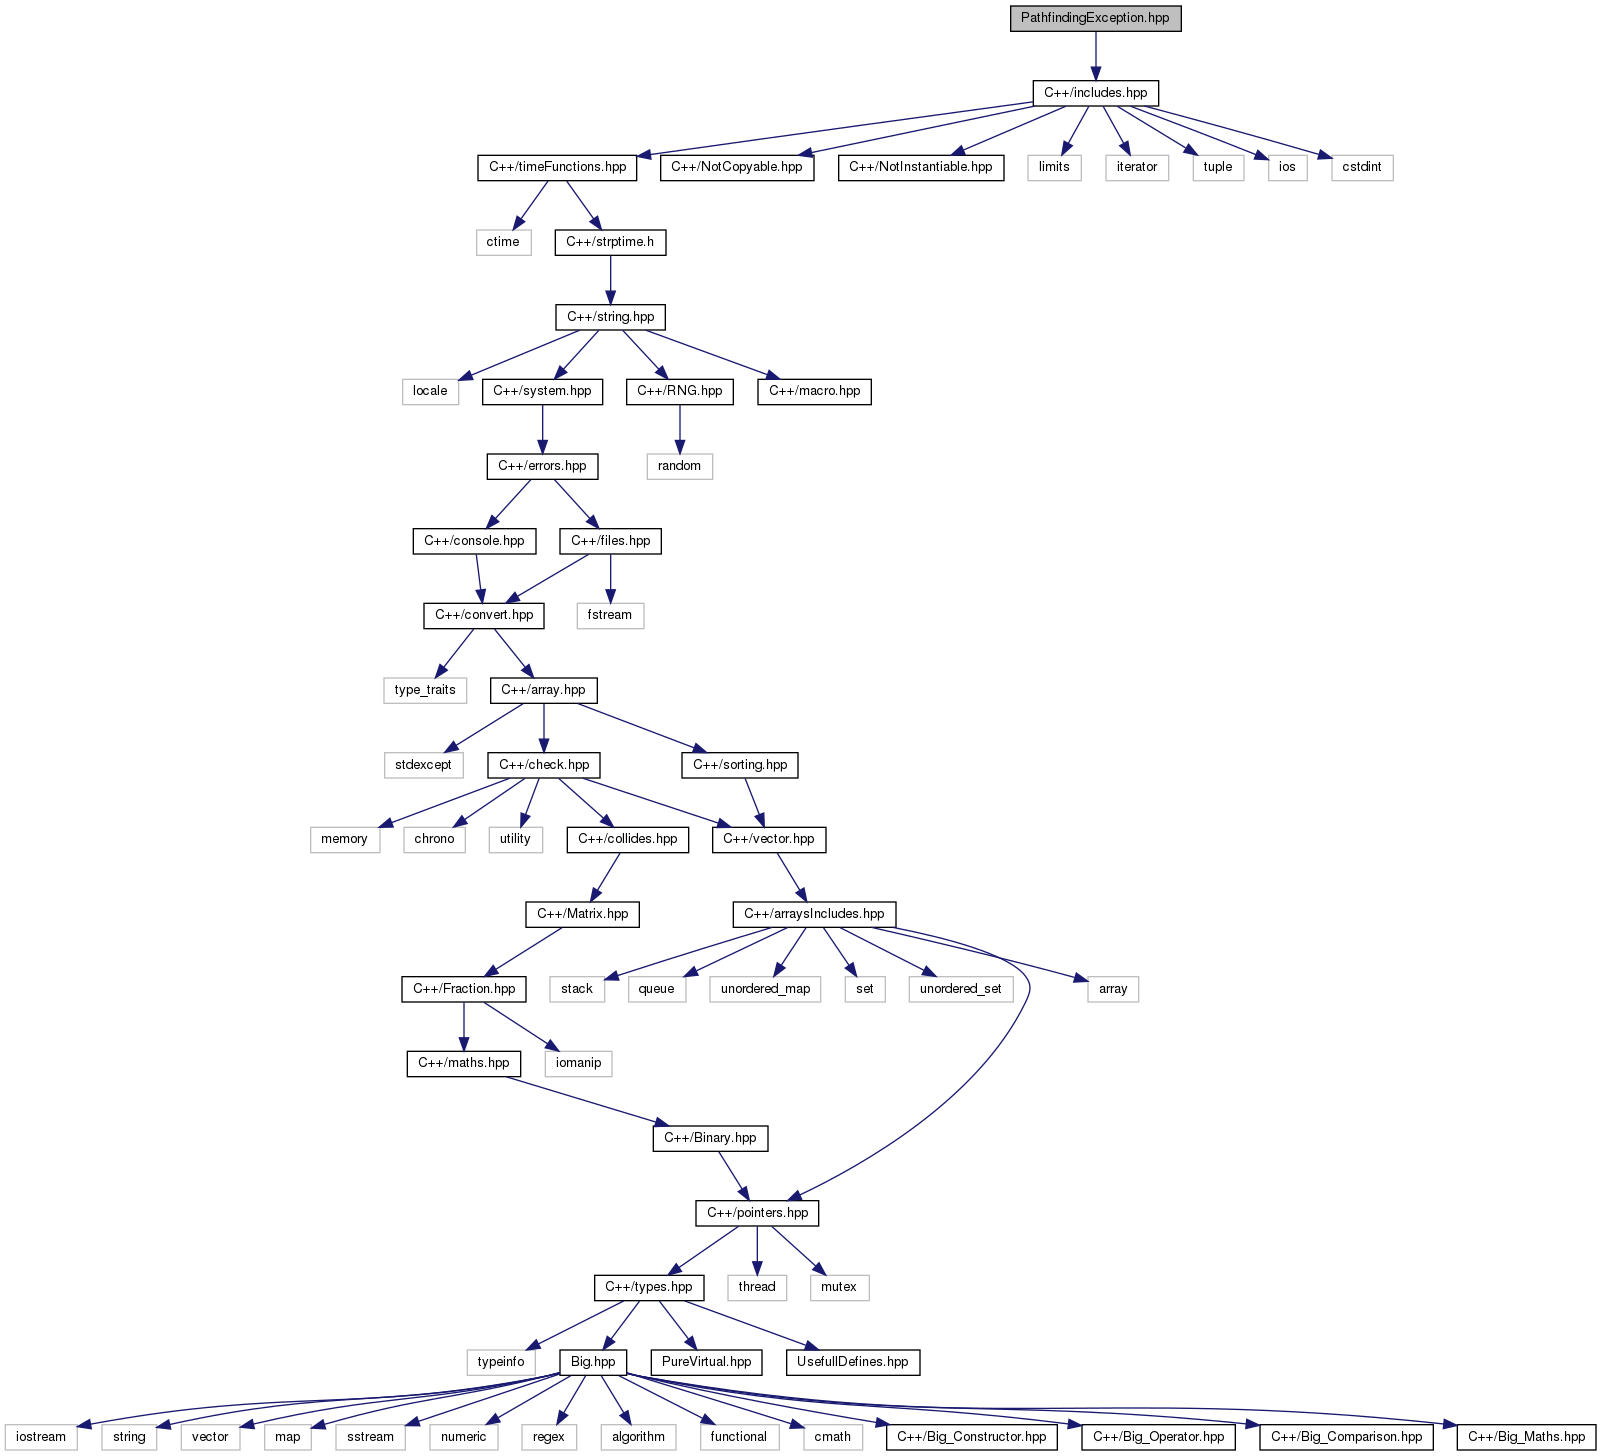 PathfindingException.hpp
C++/includes.hpp
C++/timeFunctions.hpp
C++/NotCopyable.hpp
C++/NotInstantiable.hpp
limits
iterator
tuple
ios
cstdint
ctime
C++/strptime.h
C++/string.hpp
locale
C++/system.hpp
C++/RNG.hpp
C++/macro.hpp
C++/errors.hpp
random
C++/console.hpp
C++/files.hpp
C++/convert.hpp
fstream
type_traits
C++/array.hpp
stdexcept
C++/check.hpp
C++/sorting.hpp
memory
chrono
utility
C++/collides.hpp
C++/vector.hpp
C++/Matrix.hpp
C++/arraysIncludes.hpp
C++/Fraction.hpp
stack
queue
unordered_map
set
unordered_set
array
C++/maths.hpp
iomanip
C++/Binary.hpp
C++/pointers.hpp
C++/types.hpp
thread
mutex
typeinfo
Big.hpp
PureVirtual.hpp
UsefullDefines.hpp
iostream
string
vector
map
sstream
numeric
regex
algorithm
functional
cmath
C++/Big_Constructor.hpp
C++/Big_Operator.hpp
C++/Big_Comparison.hpp
C++/Big_Maths.hpp